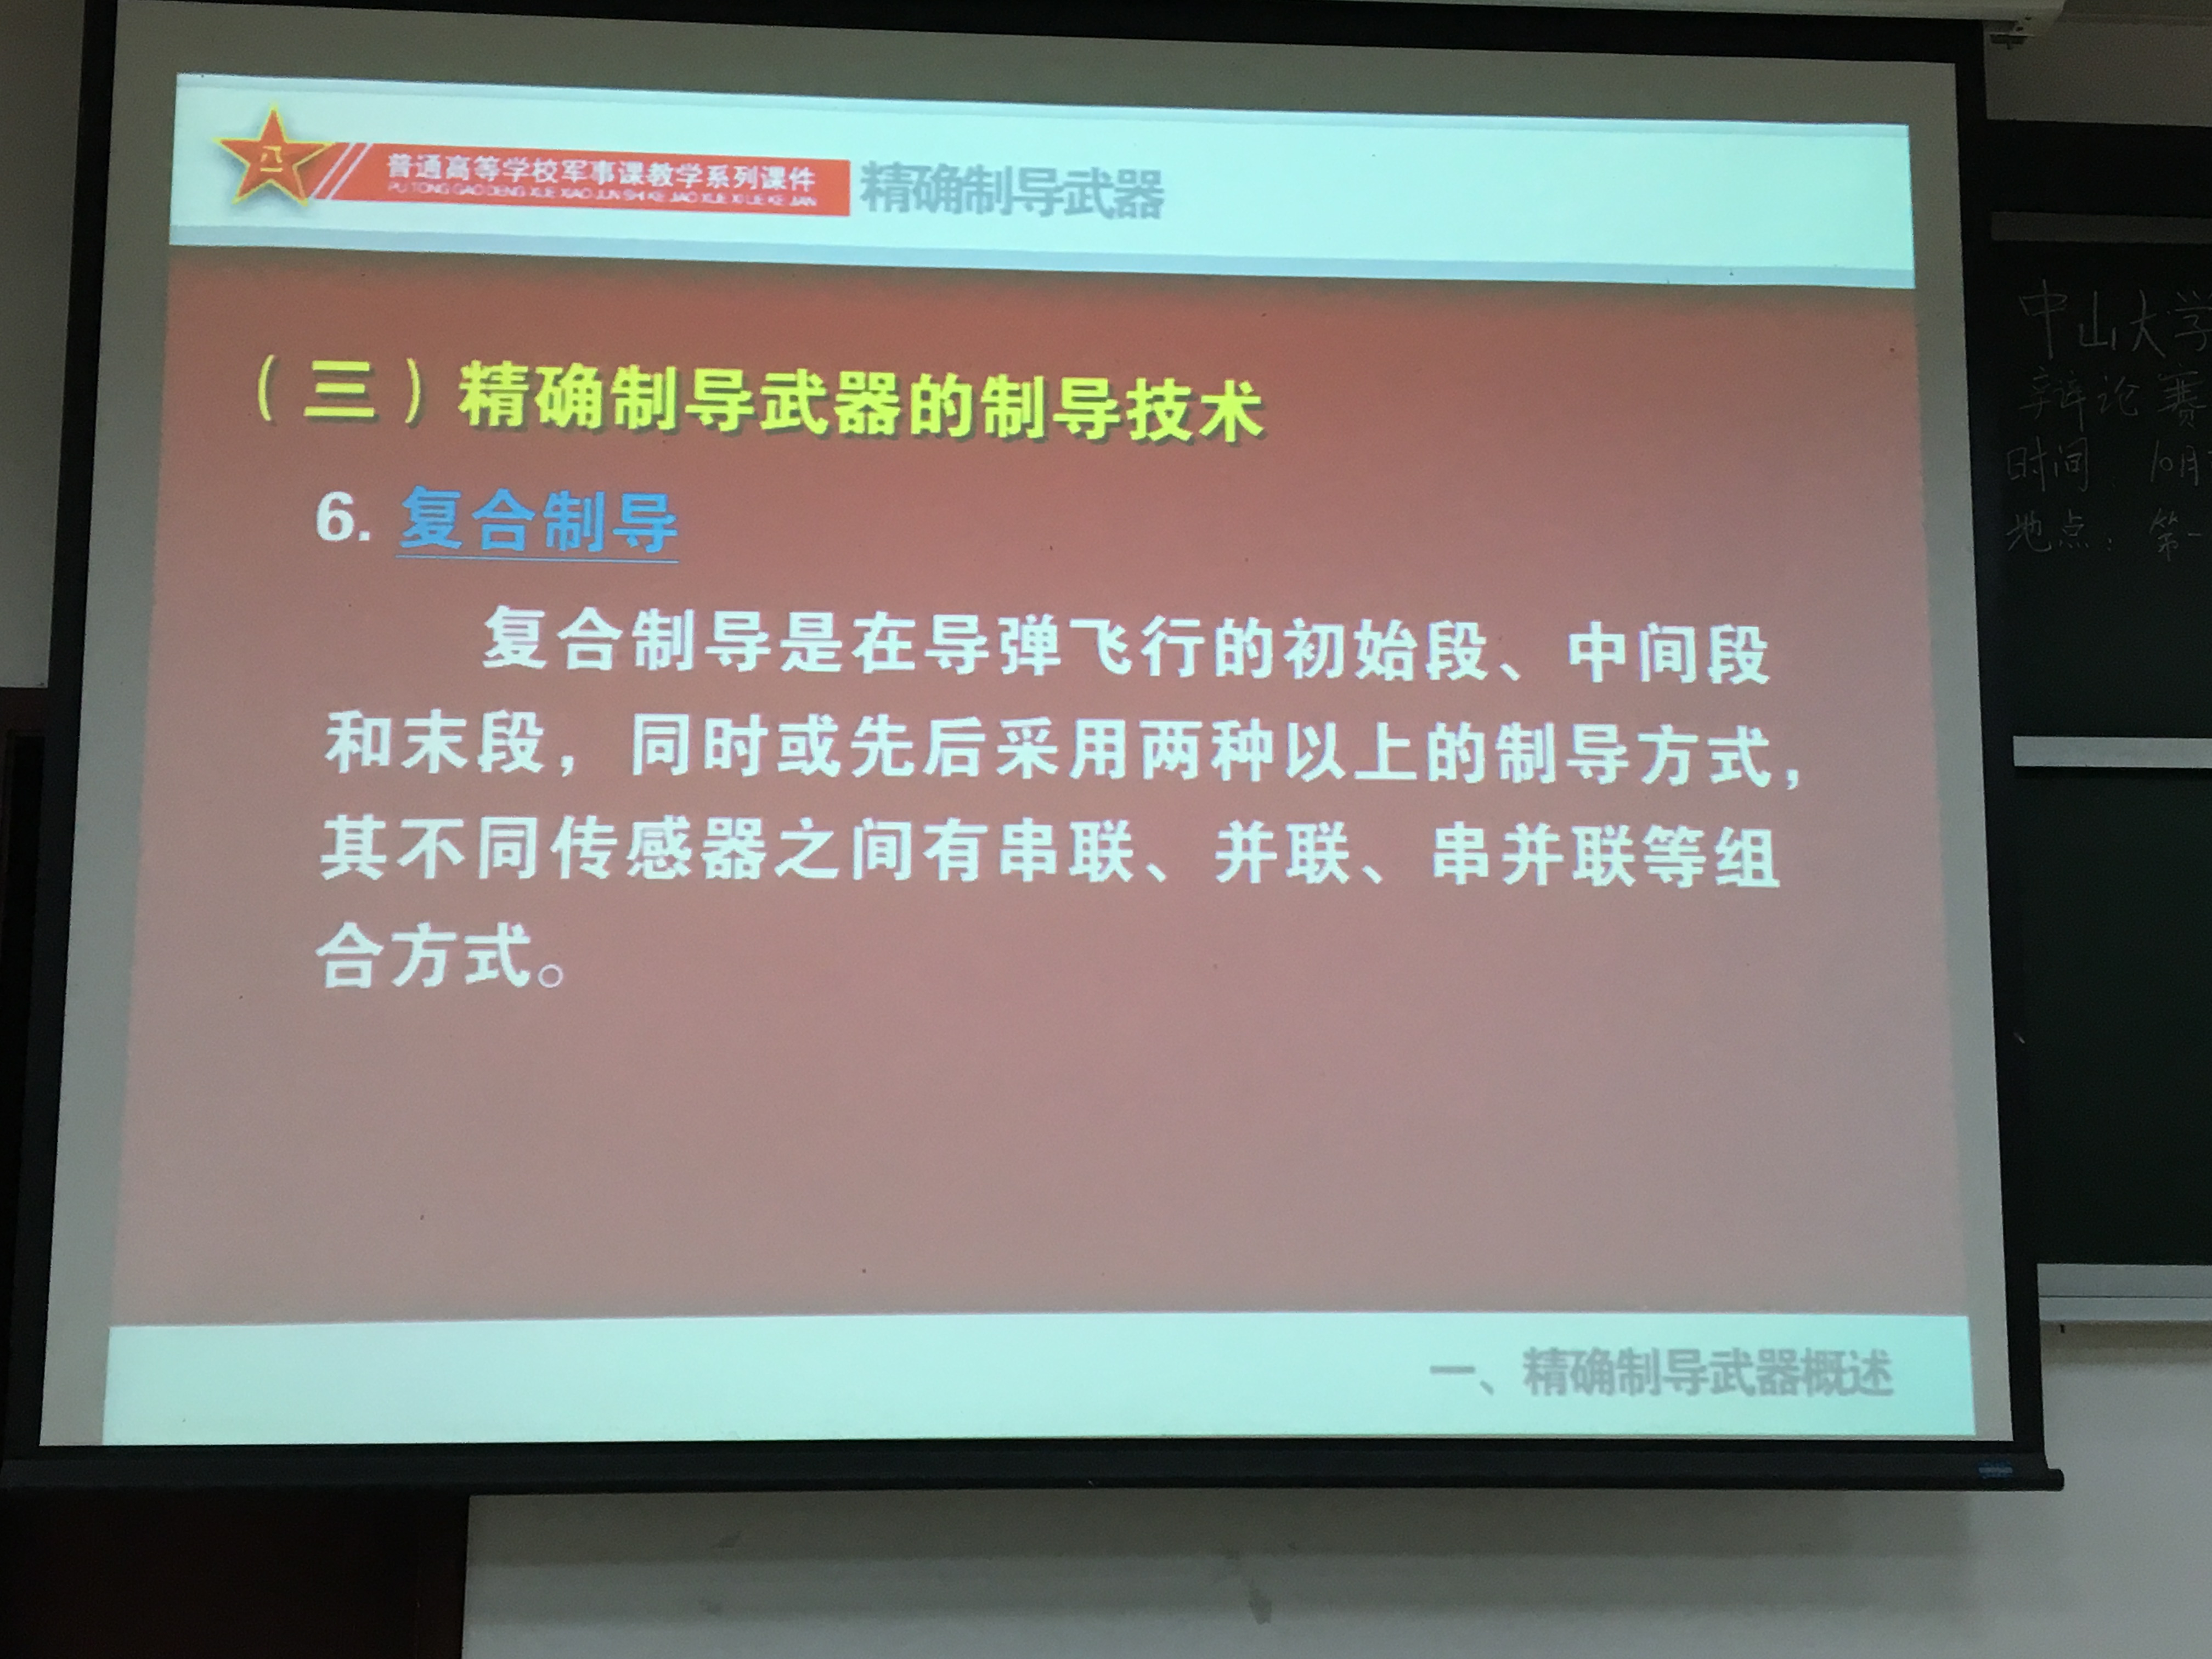 八一
普通高等学校军事课教学系列课件
PU TONG GAO DENG XUE XIAO JUN SHI KE JIAO XUE XI LIE KE JIAN
精确制导武器
（三）精确制导武器的制导技术
6. 复合制导
复合制导是在导弹飞行的初始段、中间段
和末段，同时或先后采用两种以上的制导方式，
其不同传感器之间有串联、并联、串并联等组
合方式。
一、精确制导武器概述
中山大学
辩论赛
时间：10月
地点：第一